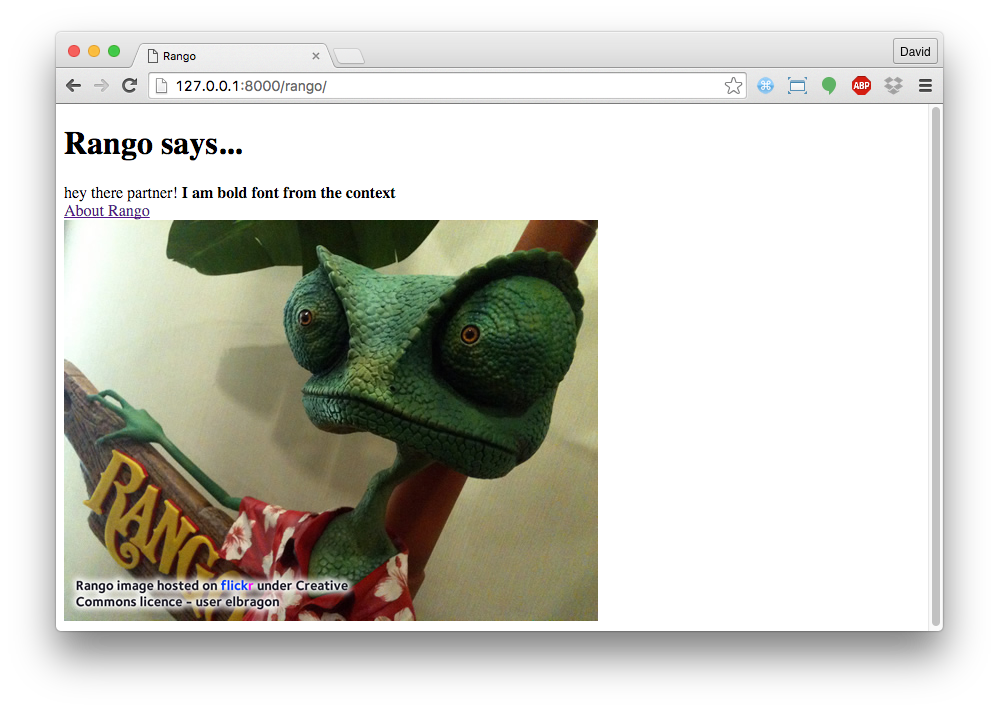 Rango
David
127.0.0.1:8000/rango/
ABP
Rango says...
hey there partner! I am bold font from the context
About Rango
RANGO
Rango image hosted on flickr under Creative
Commons licence - user elbragon